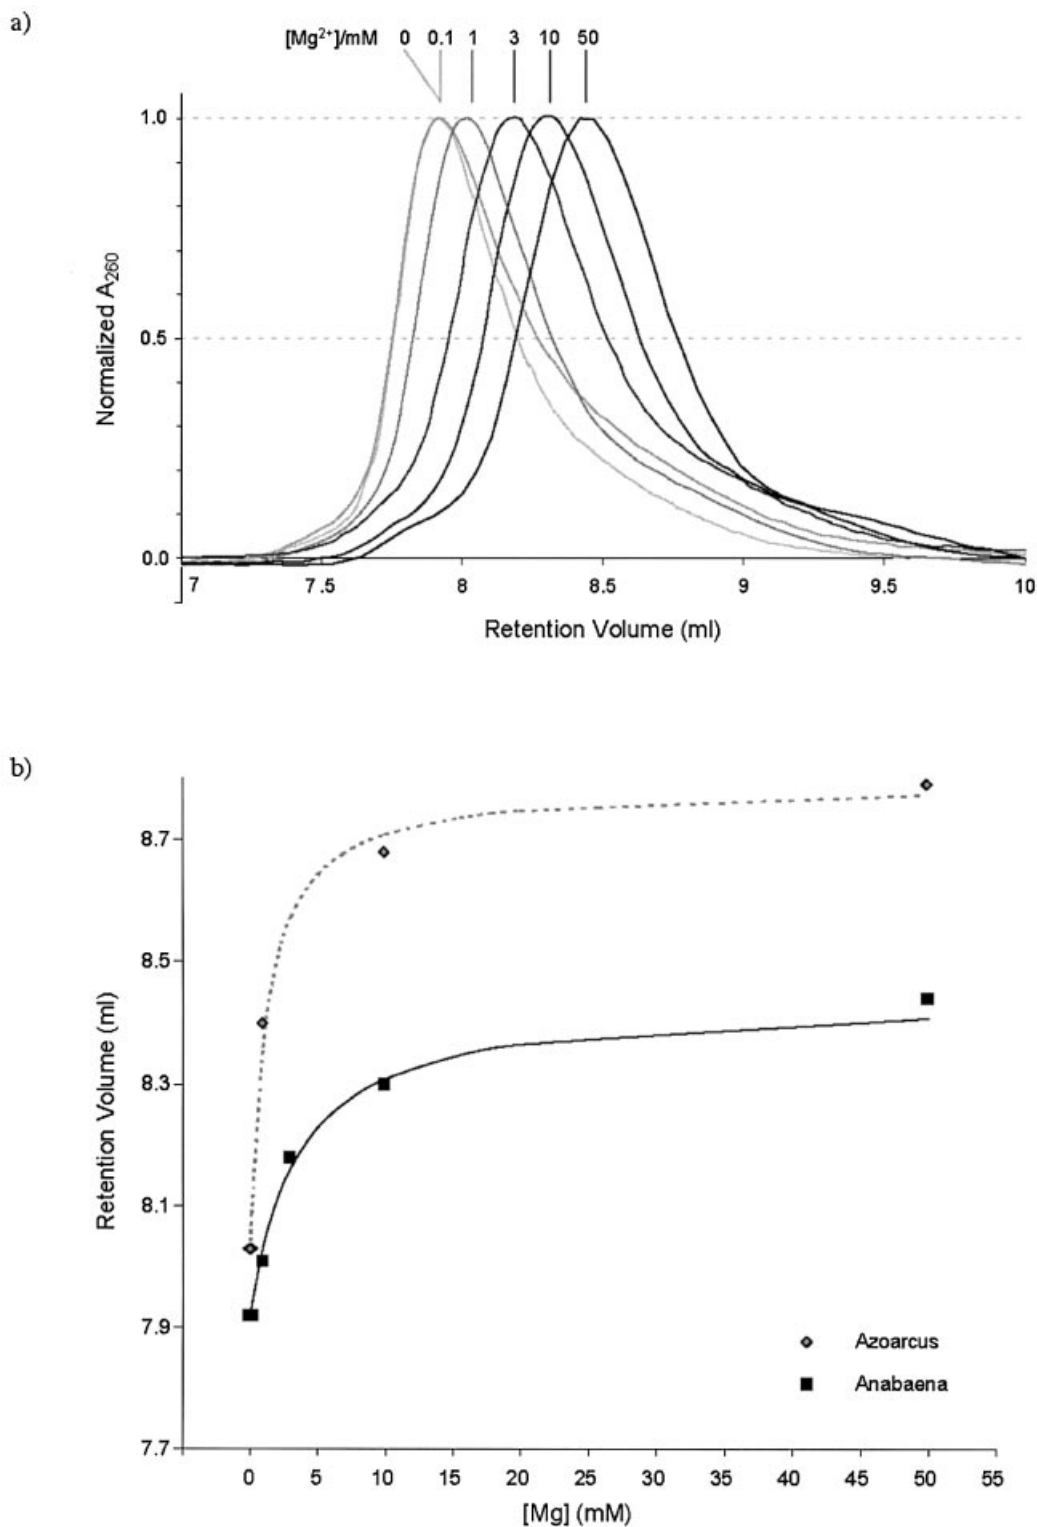 a)
[Mg²⁺]/mM 0 0.1 1 3 10 50
1.0
0.5
0.0
Normalized A₂₆₀
7 7.5 8 8.5 9 9.5 10
Retention Volume (ml)
b)
8.7
8.5
8.3
8.1
7.9
7.7
Retention Volume (ml)
Azoarcus
Anabaena
0 5 10 15 20 25 30 35 40 45 50 55
[Mg] (mM)